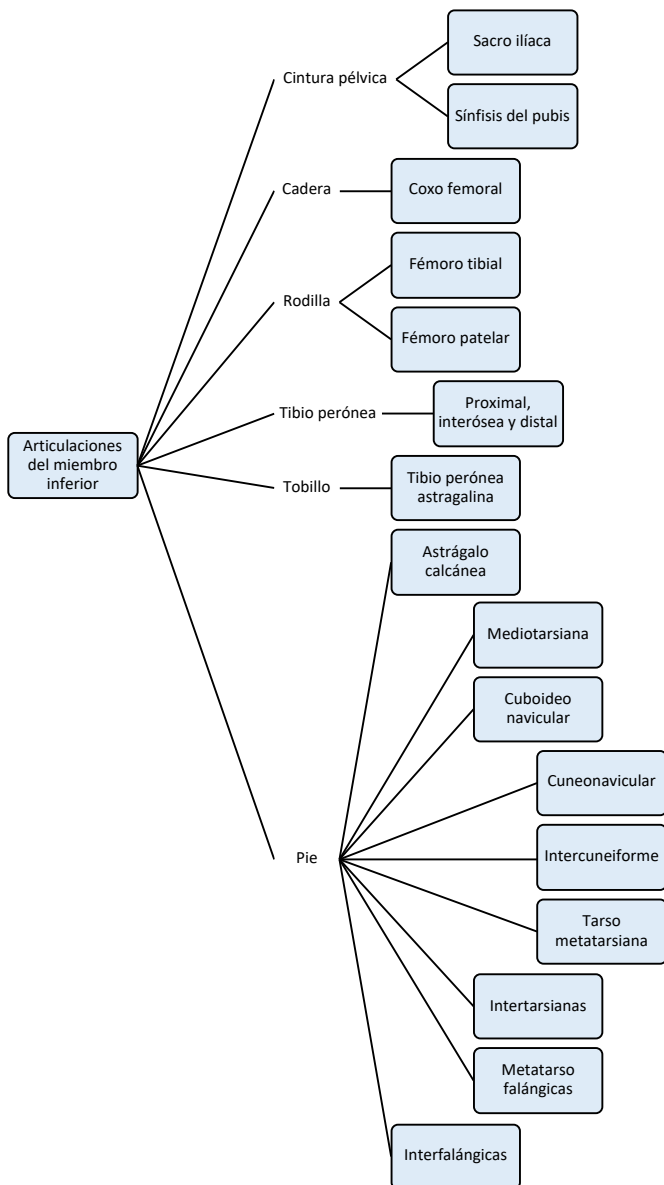 Articulaciones
del miembro
inferior
Cintura pélvica
Sacro ilíaca
Sínfisis del pubis
Cadera
Coxo femoral
Rodilla
Fémoro tibial
Fémoro patelar
Tibio perónea
Proximal,
interósea y distal
Tobillo
Tibio perónea
astragalina
Pie
Astrágalo
calcánea
Mediotarsiana
Cuboideo
navicular
Cuneonavicular
Intercuneiforme
Tarso
metatarsiana
Intertarsianas
Metatarso
falángicas
Interfalángicas